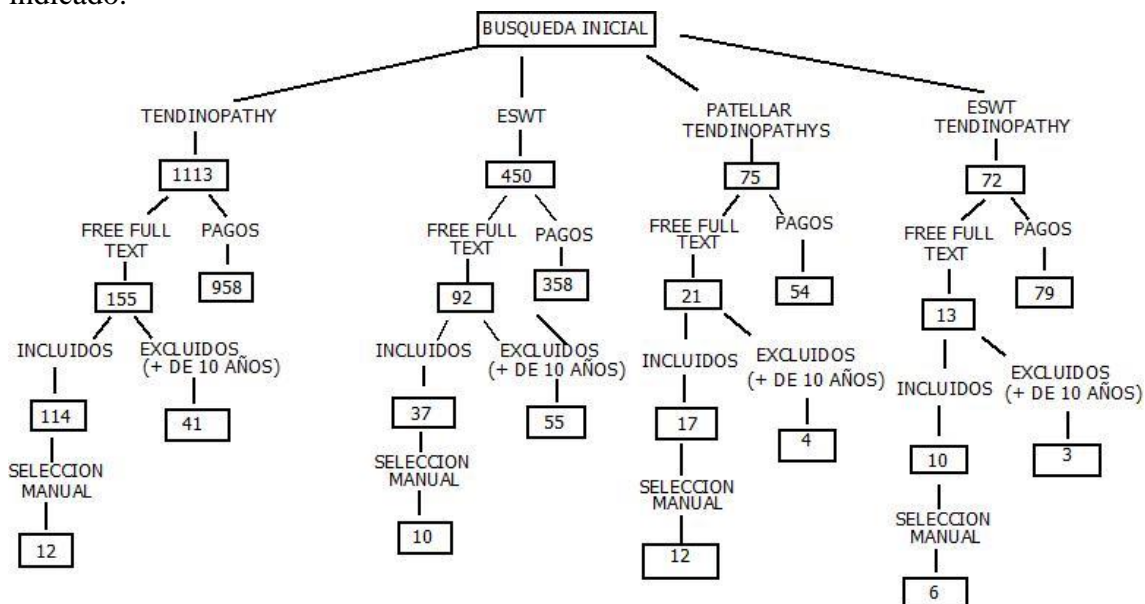 indicado.
BUSQUEDA INICIAL
TENDINOPATHY
1113
FREE FULL
TEXT
PAGOS
155
958
INCLUIDOS
EXCLUIDOS
(+ DE 10 AÑOS)
114
41
SELECCION
MANUAL
12
ESWT
450
FREE FULL
TEXT
PAGOS
92
358
INCLUIDOS
EXCLUIDOS
(+ DE 10 AÑOS)
37
55
SELECCION
MANUAL
10
PATELLAR
TENDINOPATHYS
75
FREE FULL
TEXT
PAGOS
21
54
INCLUIDOS
EXCLUIDOS
(+ DE 10 AÑOS)
17
4
SELECCION
MANUAL
12
ESWT
TENDINOPATHY
72
FREE FULL
TEXT
PAGOS
13
79
INCLUIDOS
EXCLUIDOS
(+ DE 10 AÑOS)
10
3
SELECCION
MANUAL
6